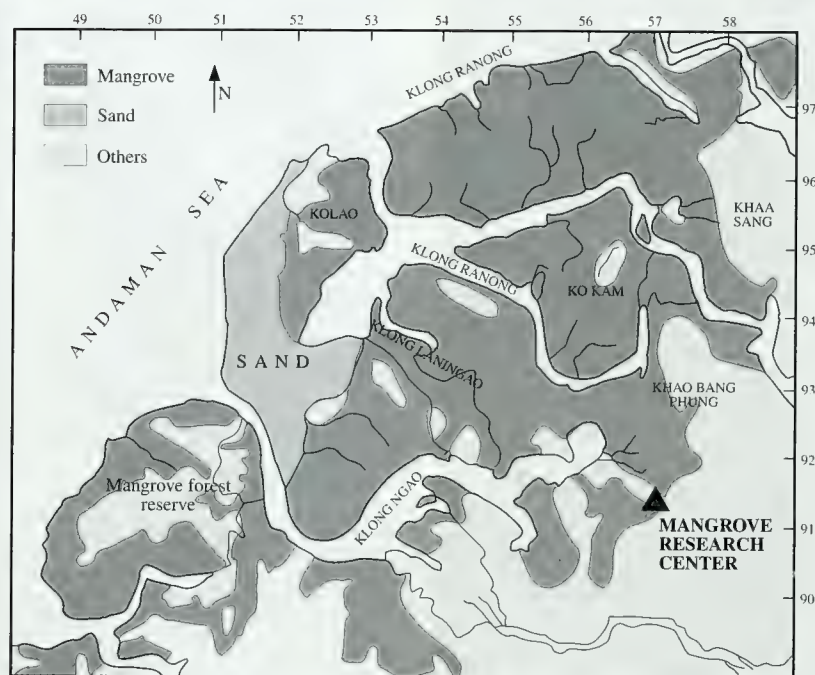 49 50 51 52 53 54 55 56 57 58
Mangrove
Sand
Others
N
KLONG RANONG
97
96
95
94
93
92
91
90
ANDAMAN SEA
KOLAO
KHAA
SANG
KLONG RANONG
KO KAM
SAND
KLONG LANINGAO
KHAO BANG
PHUNG
Mangrove forest
reserve
KLONG NGAO
MANGROVE
RESEARCH
CENTER